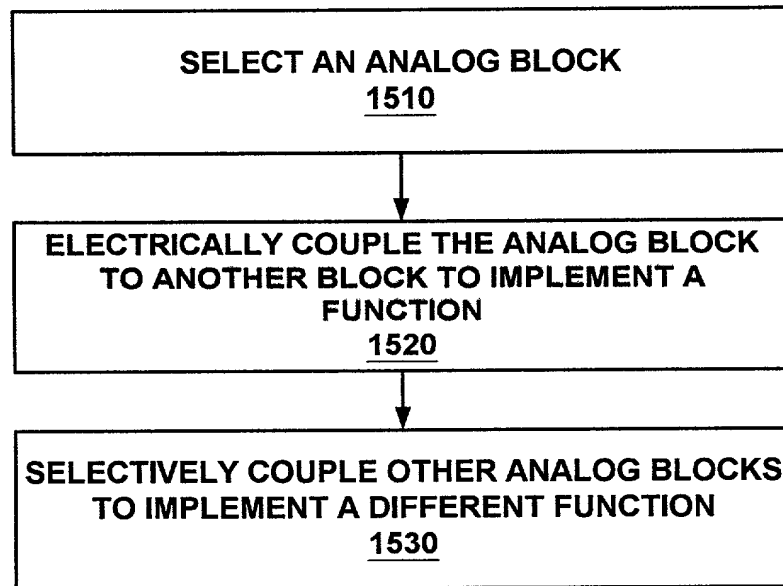 SELECT AN ANALOG BLOCK
1510
ELECTRICALLY COUPLE THE ANALOG BLOCK
TO ANOTHER BLOCK TO IMPLEMENT A
FUNCTION
1520
SELECTIVELY COUPLE OTHER ANALOG BLOCKS
TO IMPLEMENT A DIFFERENT FUNCTION
1530